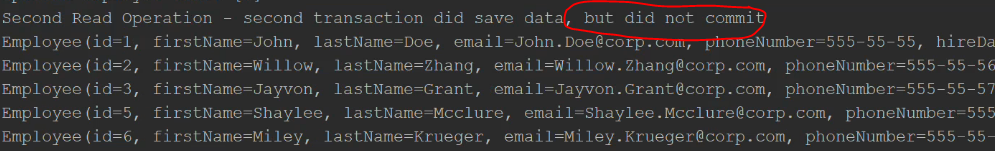 Second Read Operation - second transaction did save data, but did not commit
Employee(id=1, firstName=John, lastName=Doe, email=John.Doe@corp.com, phoneNumber=555-55-55, hireDa
Employee(id=2, firstName=Willow, lastName=Zhang, email=Willow.Zhang@corp.com, phoneNumber=555-55-56
Employee(id=3, firstName=Jayvon, lastName=Grant, email=Jayvon.Grant@corp.com, phoneNumber=555-55-57
Employee(id=5, firstName=Shaylee, lastName=Mcclure, email=Shaylee.Mcclure@corp.com, phoneNumber=555
Employee(id=6, firstName=Miley, lastName=Krueger, email=Miley.Krueger@corp.com, phoneNumber=555-55-